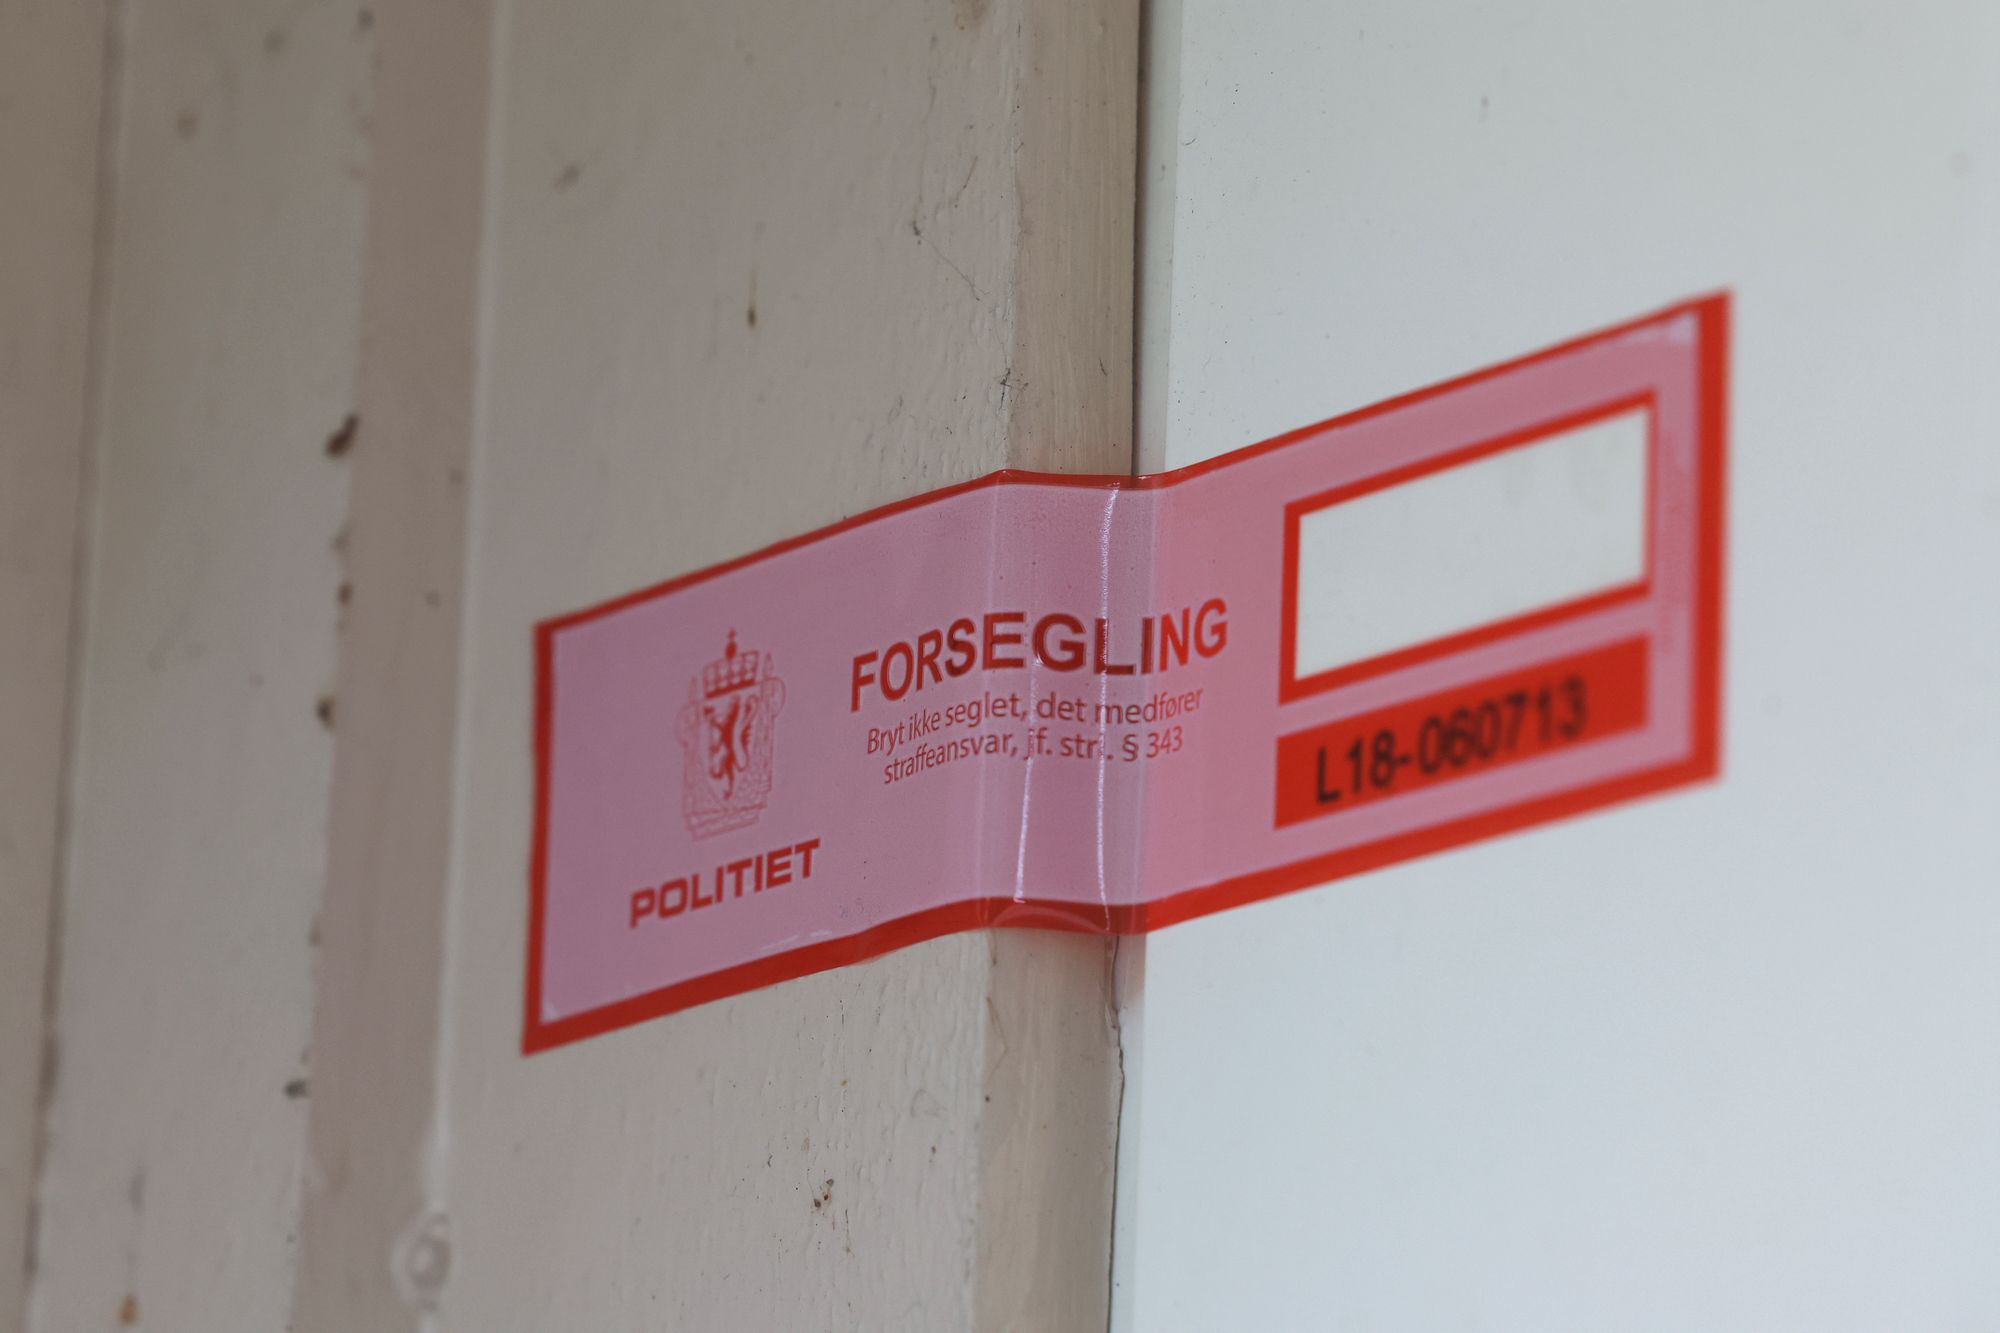 POLITIET
FORSEGLING
Bryt ikke seglet, det medfører
straffeansvar, jf. strl. § 343
L18-060713